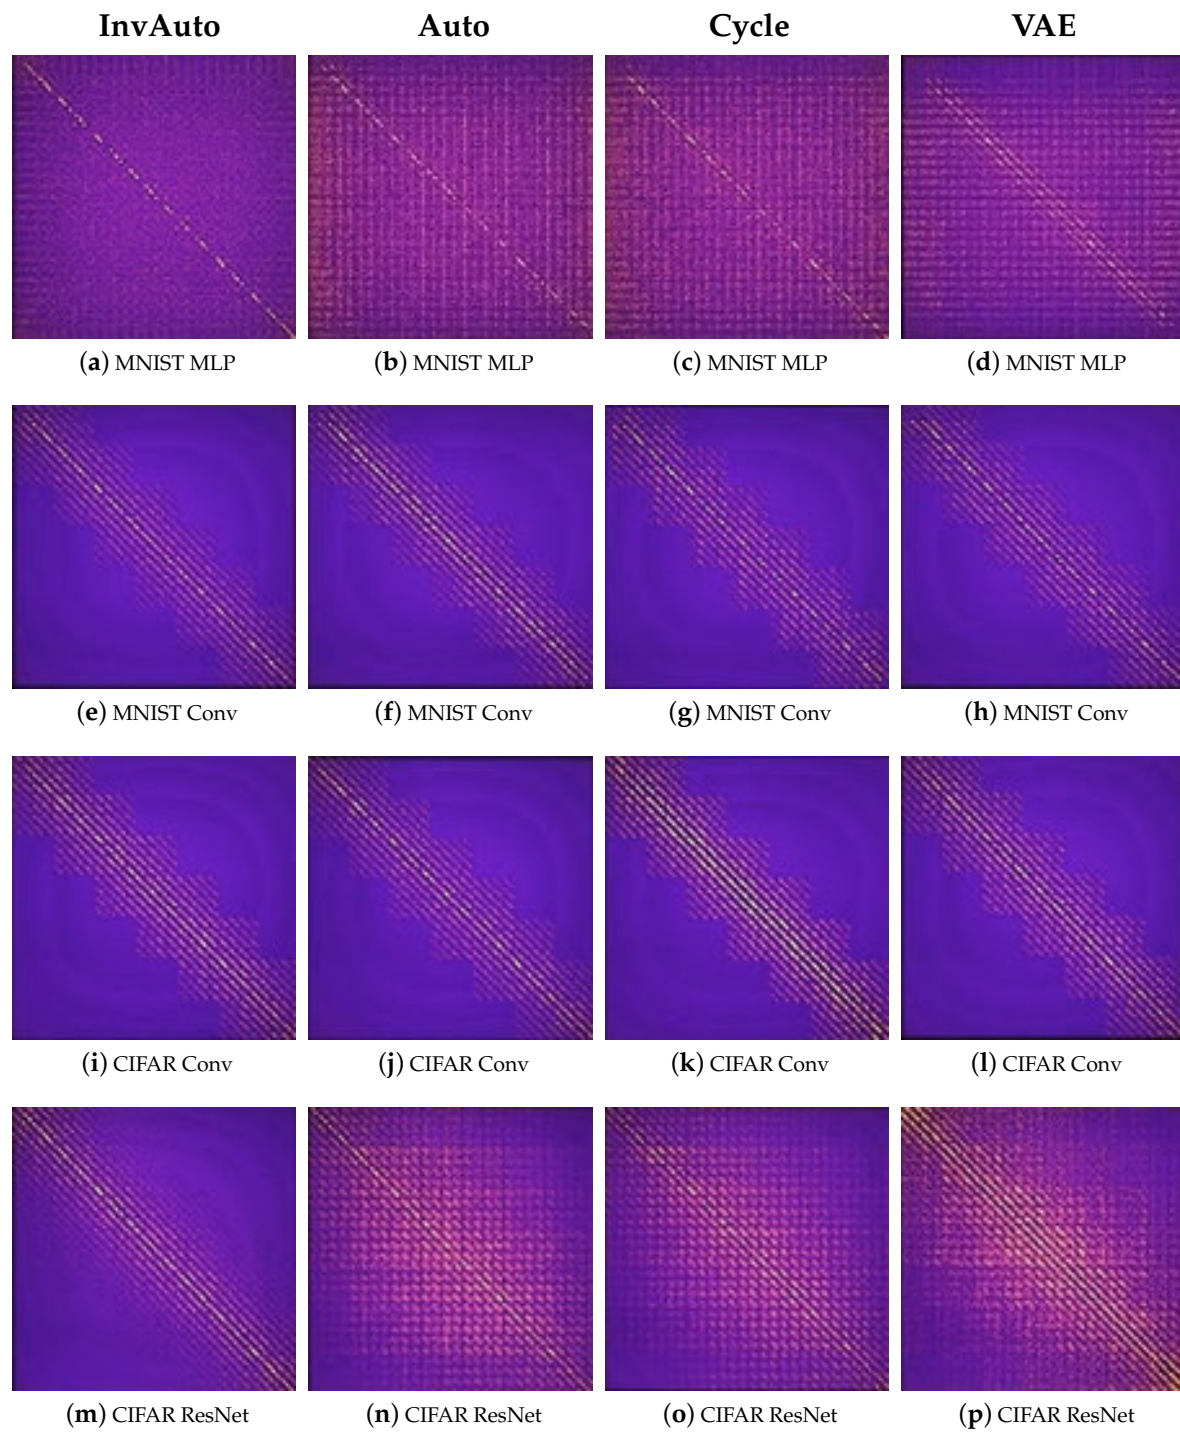 InvAuto Auto Cycle VAE
(a) MNIST MLP (b) MNIST MLP (c) MNIST MLP (d) MNIST MLP
(e) MNIST Conv (f) MNIST Conv (g) MNIST Conv (h) MNIST Conv
(i) CIFAR Conv (j) CIFAR Conv (k) CIFAR Conv (l) CIFAR Conv
(m) CIFAR ResNet (n) CIFAR ResNet (o) CIFAR ResNet (p) CIFAR ResNet